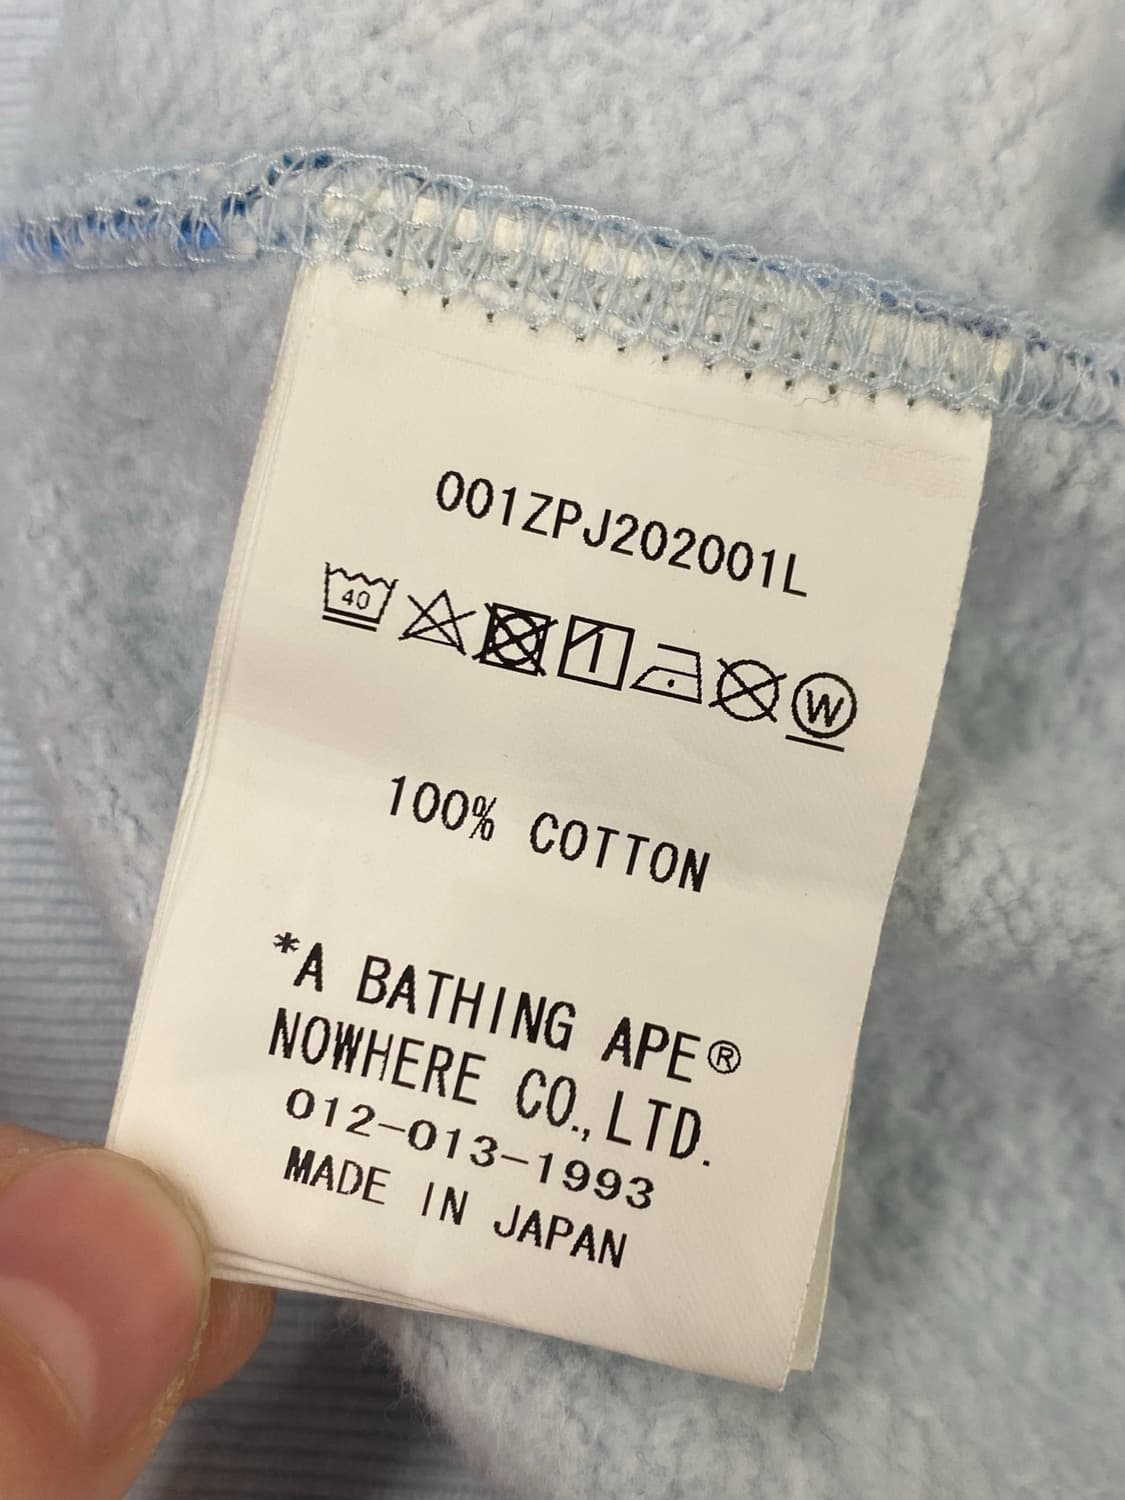 001ZPJ202001L
40 W
100% COTTON
*A BATHING APE®
NOWHERE CO.,LTD.
012-013-1993
MADE IN JAPAN